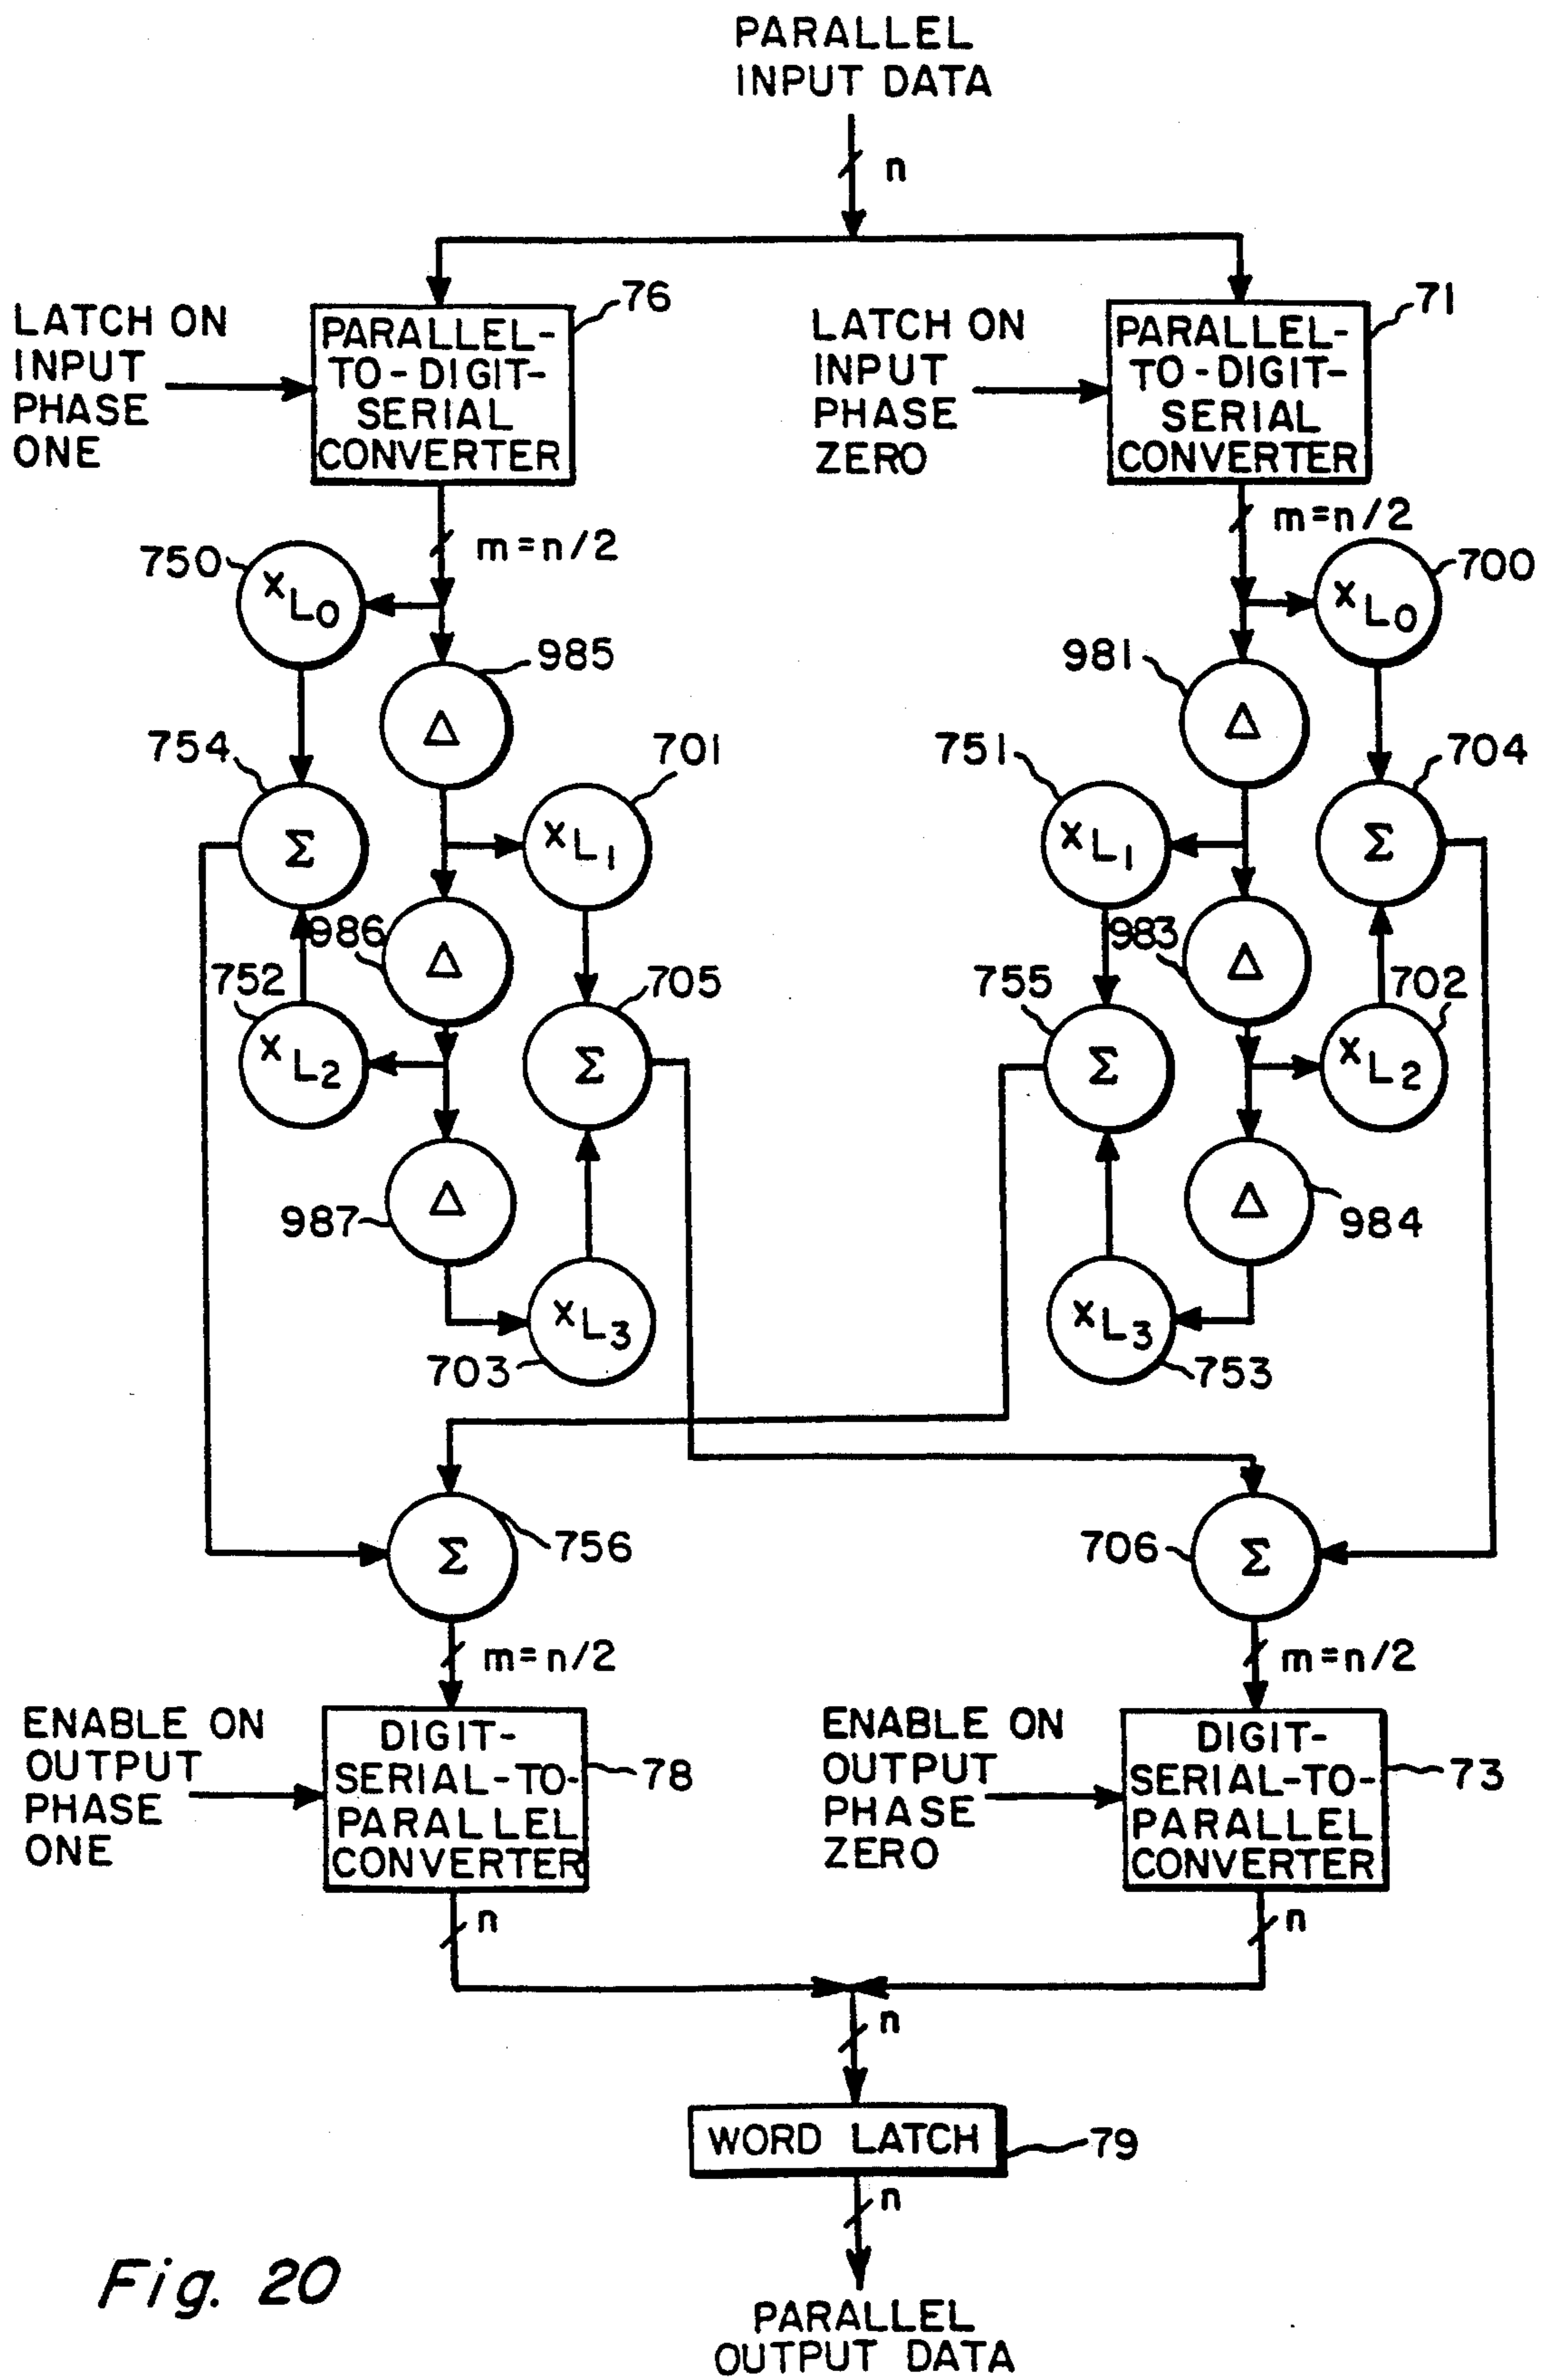 PARALLEL
INPUT DATA
n
LATCH ON
INPUT
PHASE
ONE
76
PARALLEL-
TO-DIGIT-
SERIAL
CONVERTER
LATCH ON
INPUT
PHASE
ZERO
71
PARALLEL-
TO-DIGIT-
SERIAL
CONVERTER
m=n/2
m=n/2
750
xL0
700
xL0
985
Δ
981
Δ
754
Σ
701
xL1
751
xL1
704
Σ
986
Δ
983
Δ
752
xL2
705
Σ
755
Σ
702
xL2
987
Δ
984
Δ
703
xL3
753
xL3
756
Σ
706
Σ
m=n/2
m=n/2
ENABLE ON
OUTPUT
PHASE
ONE
DIGIT-
SERIAL-TO-
PARALLEL
CONVERTER
78
ENABLE ON
OUTPUT
PHASE
ZERO
DIGIT-
SERIAL-TO-
PARALLEL
CONVERTER
73
n
n
n
WORD LATCH
79
n
Fig. 20
PARALLEL
OUTPUT DATA